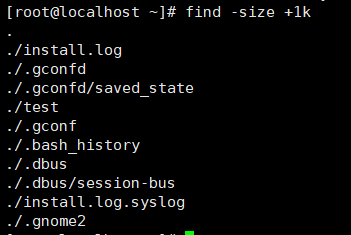 [root@localhost ~]# find -size +1k
.
./install.log
./.gconfd
./.gconfd/saved_state
./test
./.gconf
./.bash_history
./.dbus
./.dbus/session-bus
./install.log.syslog
./.gnome2